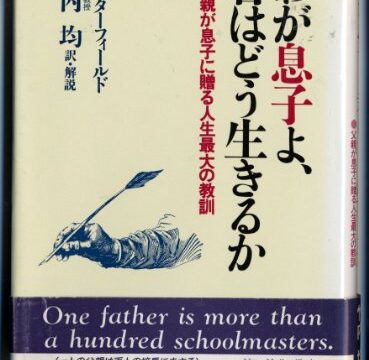 が息子よ、
はどう生きるか
親が息子に贈る人生最大の教訓
ターフィールド
内 均 訳・解説
父親が息子に贈る人生最大の教訓
One father is more than
a hundred schoolmasters.